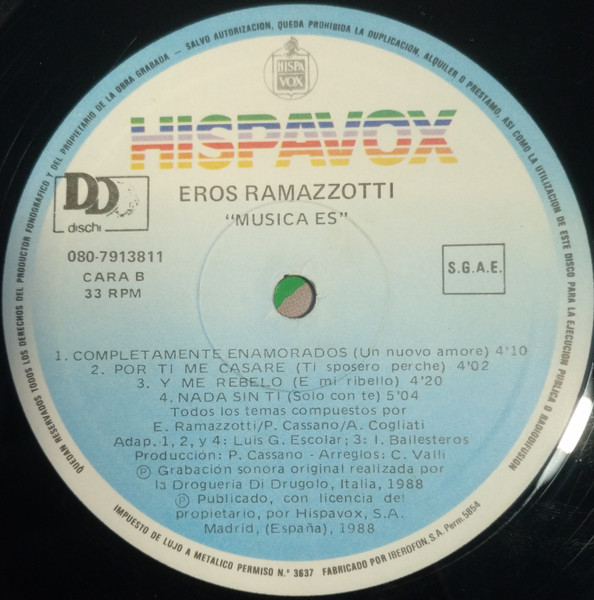 QUEDAN RESERVADOS TODOS LOS DERECHOS DEL PRODUCTOR FONOGRAFICO Y DEL PROPIETARIO DE LA OBRA GRABADA — SALVO AUTORIZACION, QUEDA PROHIBIDA LA DUPLICACION, ALQUILER O PRESTAMO, ASI COMO LA UTILIZACION DE ESTE DISCO PARA LA EJECUCION PUBLICA O RADIODIFUSION
HISPA
VOX
HISPAVOX
EROS RAMAZZOTTI
"MUSICA ES"
DD
dischi
080-7913811
CARA B
33 RPM
S.G.A.E.
1. COMPLETAMENTE ENAMORADOS (Un nuovo amore) 4'10
2. POR TI ME CASARE (Ti sposero perche) 4'02
3. Y ME REBELO (E mi ribello) 4'20
4. NADA SIN TI (Solo con te) 5'04
Todos los temas compuestos por
E. Ramazzotti/P. Cassano/A. Cogliati
Adap. 1, 2, y 4: Luis G. Escolar; 3: I. Ballesteros
Producción: P. Cassano - Arreglos: C. Valli
Ⓟ Grabación sonora original realizada por
la Drogueria Di Drugolo, Italia, 1988
Ⓟ Publicado, con licencia del
propietario, por Hispavox, S.A.
Madrid, (España), 1988
IMPUESTO DE LUJO A METALICO PERMISO N.º 3637 FABRICADO POR IBEROFON, S.A. Perm. 5854